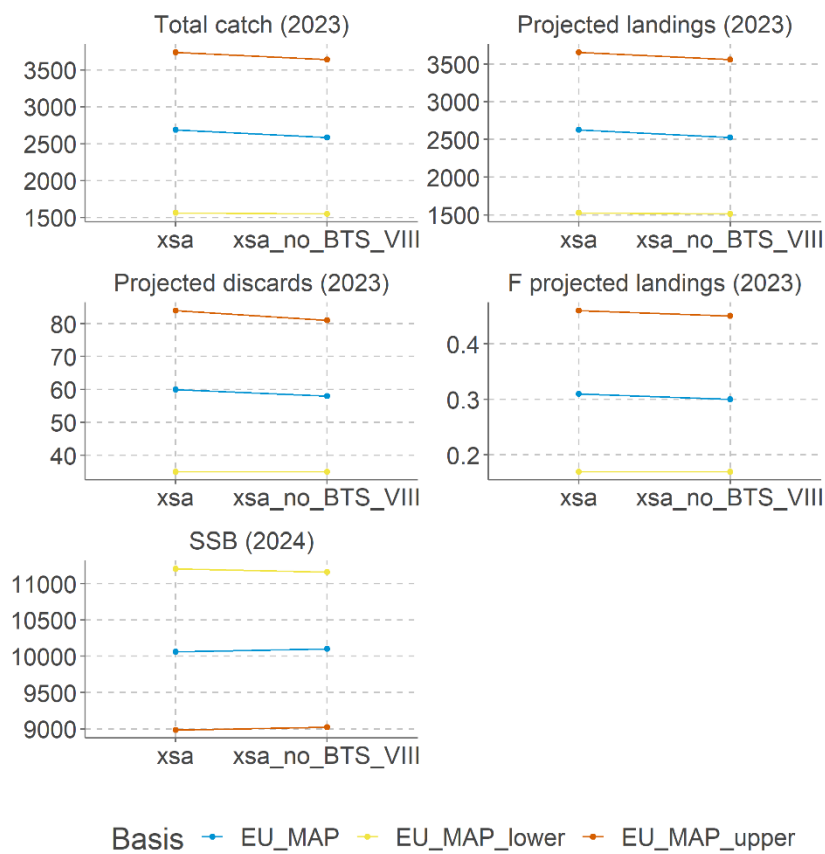 Total catch (2023)
3500
3000
2500
2000
1500
xsa xsa_no_BTS_VIII
Projected landings (2023)
3500
3000
2500
2000
1500
xsa xsa_no_BTS_VIII
Projected discards (2023)
80
70
60
50
40
xsa xsa_no_BTS_VIII
F projected landings (2023)
0.4
0.3
0.2
xsa xsa_no_BTS_VIII
SSB (2024)
11000
10500
10000
9500
9000
xsa xsa_no_BTS_VIII
Basis EU_MAP EU_MAP_lower EU_MAP_upper